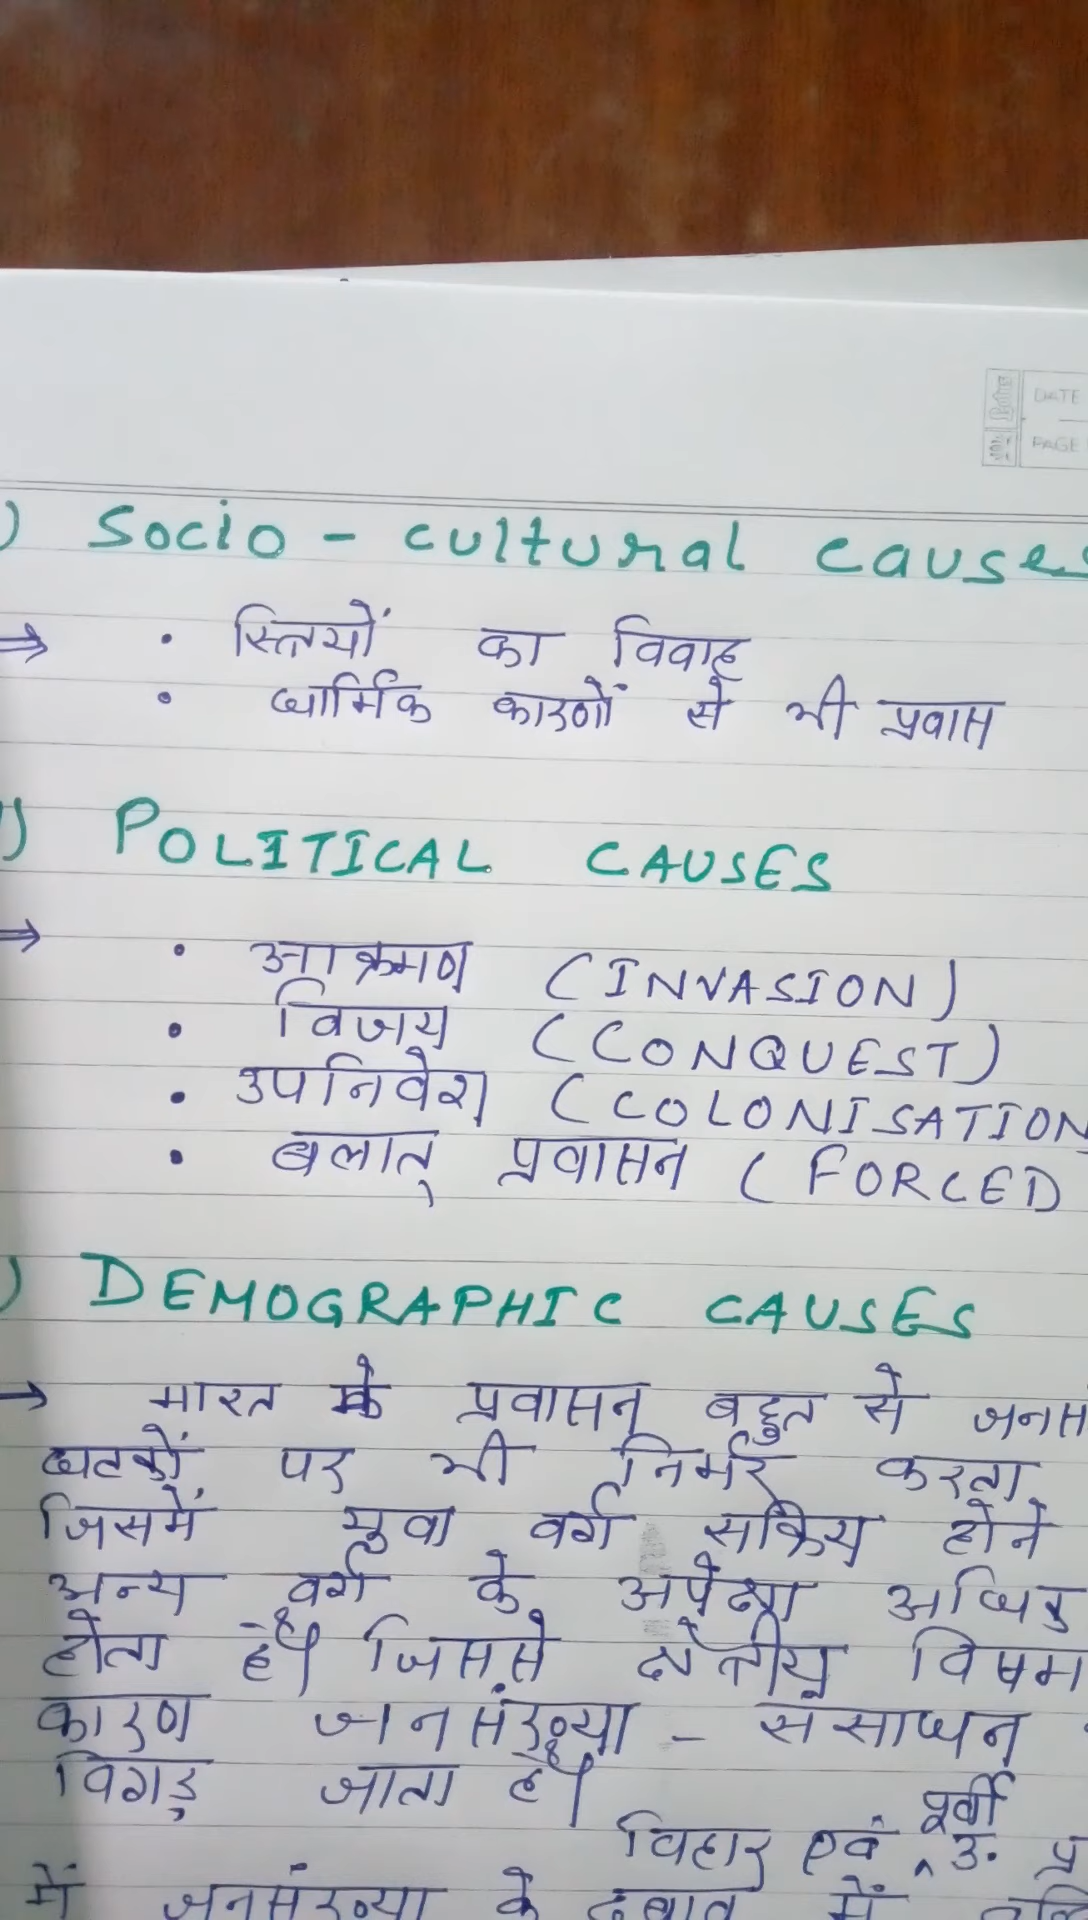 DATE
PAGE
) Socio - cultural causes
⇒ • स्त्रियों का विवाह
• धार्मिक कारणों से भी प्रवास
) POLITICAL CAUSES
⇒ • आक्रमण (INVASION)
• विजय (CONQUEST)
• उपनिवेश (COLONISATION
• बलात् प्रवासन (FORCED
) DEMOGRAPHIC CAUSES
→ भारत के प्रवासन बहुत से जनसं
घटकों पर भी निर्भर करता
जिसमें युवा वर्ग सक्रिय होने
अन्य वर्ग के अपेक्षा अधिक
होता है। जिससे क्षेत्रीय विषम
कारण जनसंख्या - संसाधन
बिगड़ जाता है।
पूर्वी
बिहार एवं ^ उ. प्र
में जनसंख्या के दबाव में